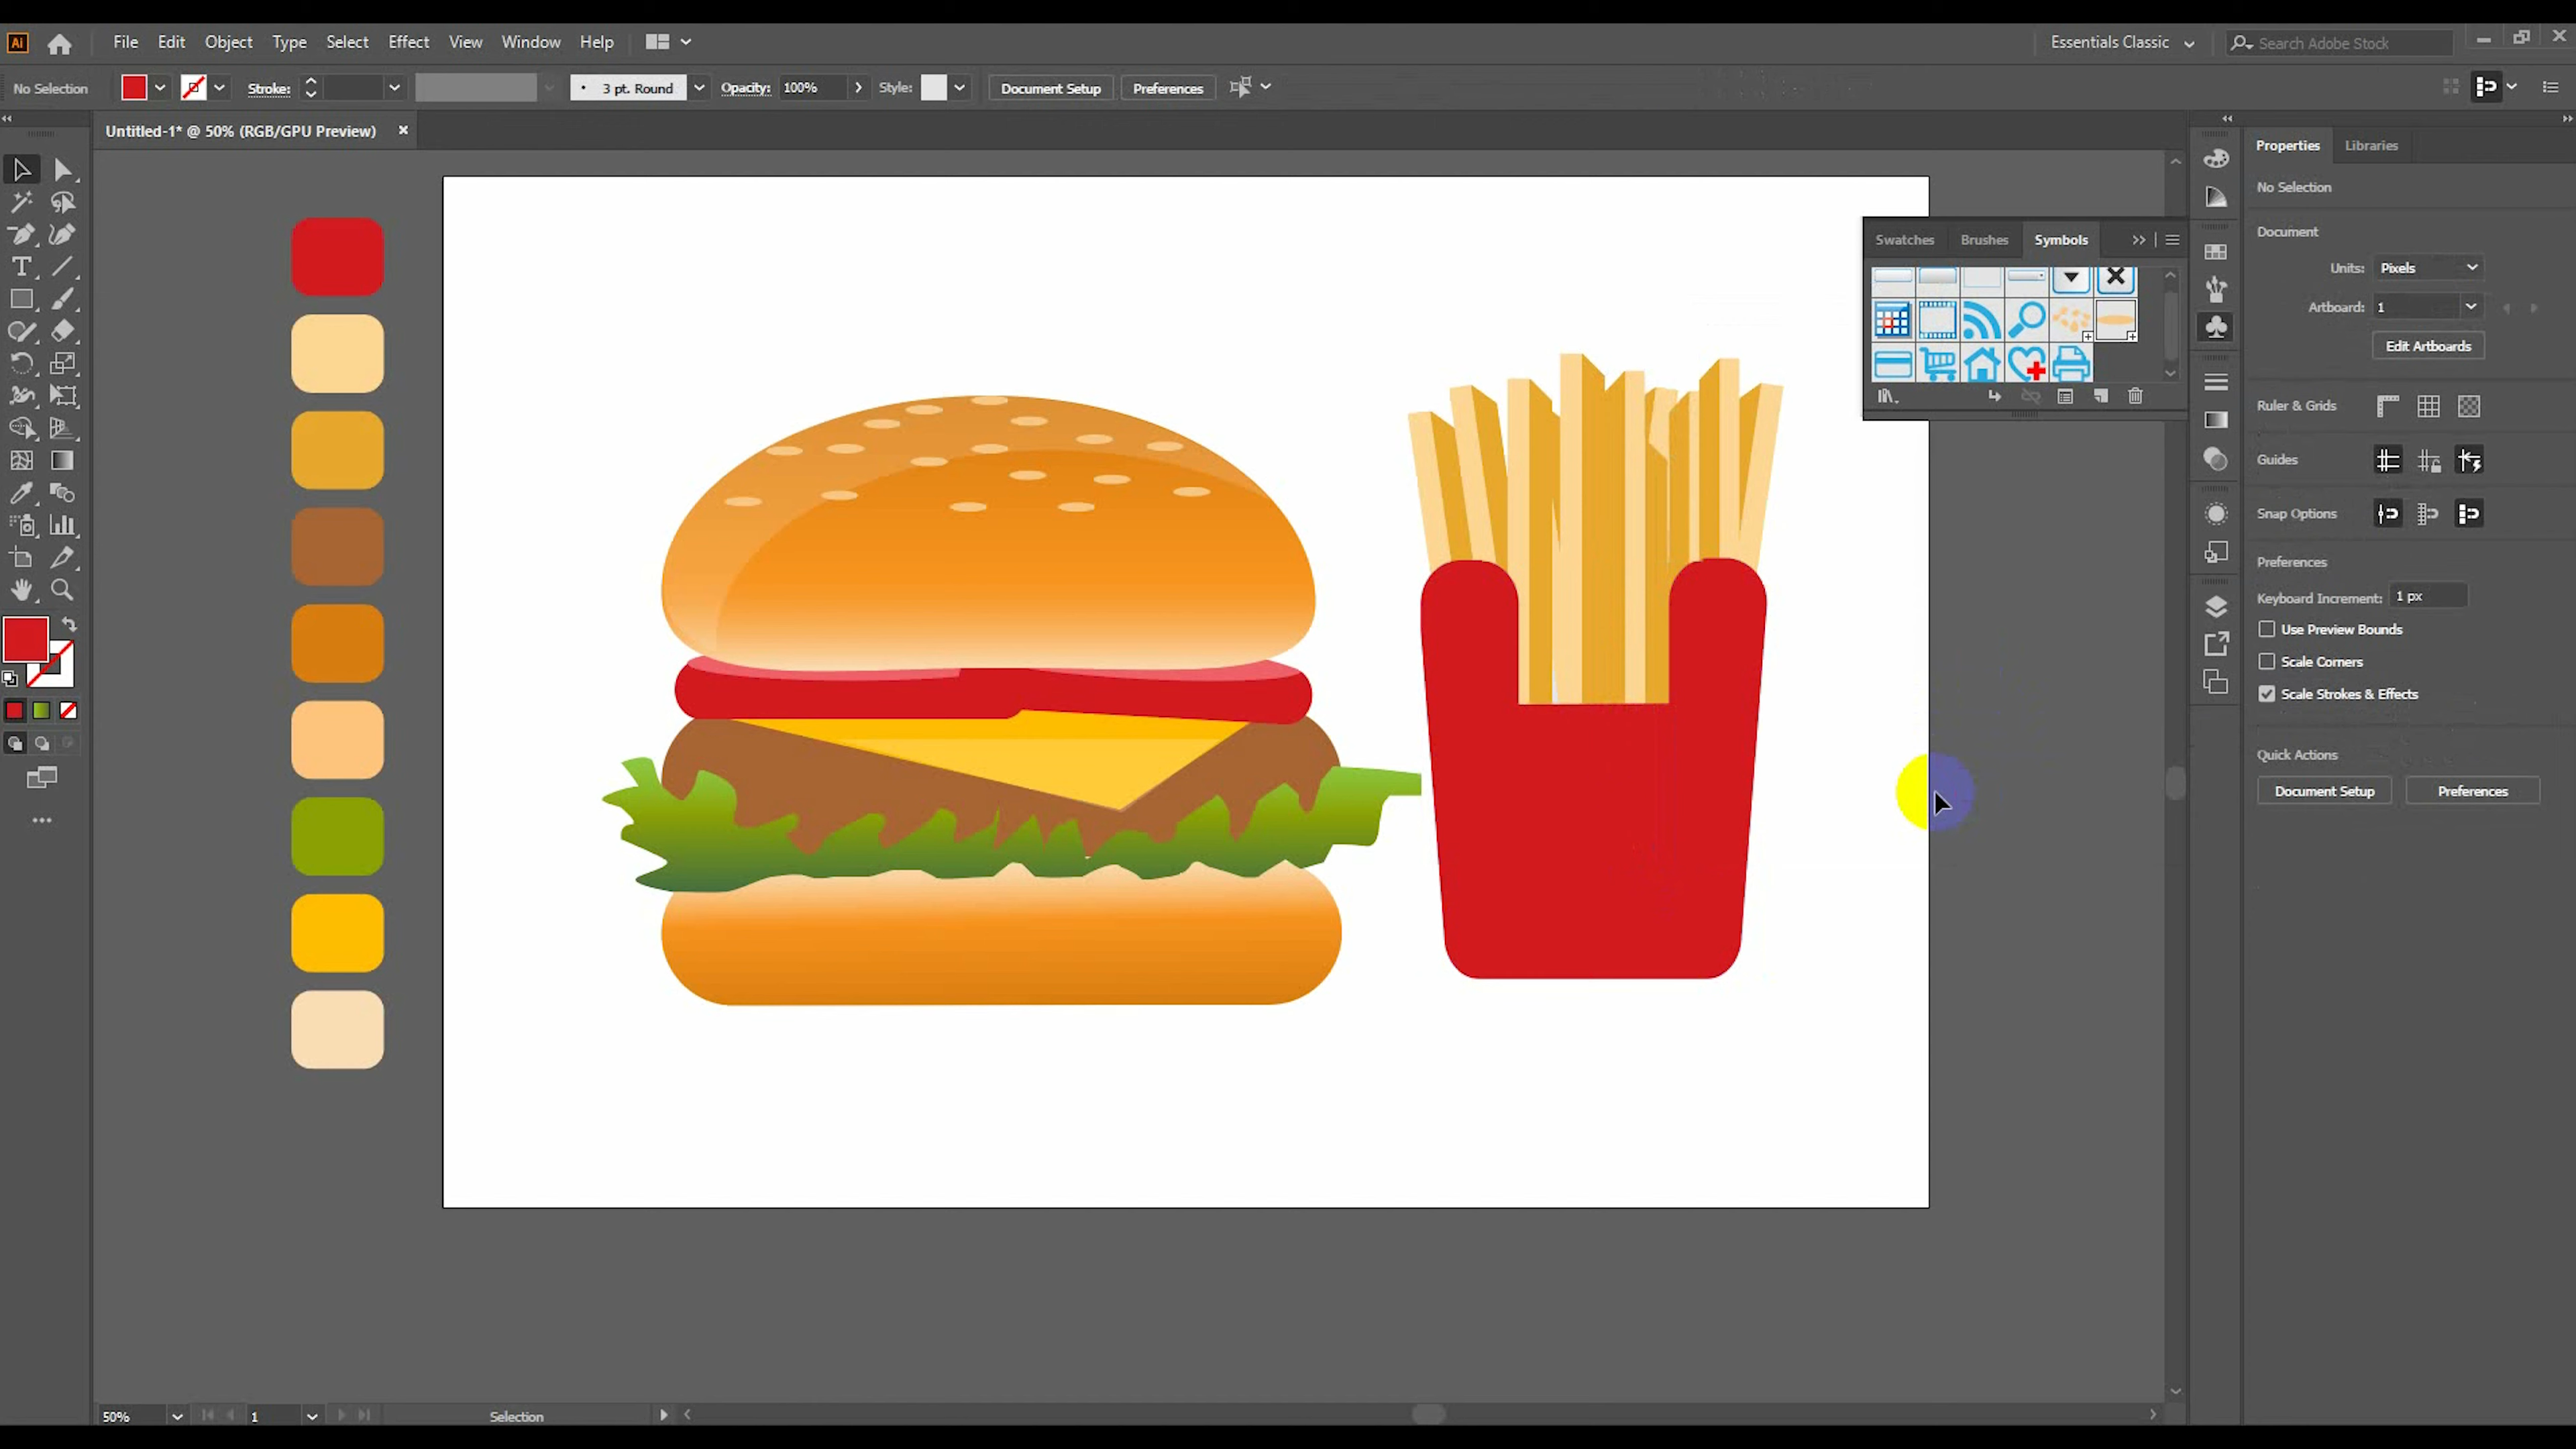 Ai File Edit Object Type Select Effect View Window Help Essentials Classic Search Adobe Stock
No Selection Stroke: 3 pt. Round Opacity: 100% Style: Document Setup Preferences
Untitled-1* @ 50% (RGB/GPU Preview)
Properties Libraries
No Selection
Document
Swatches Brushes Symbols
Units: Pixels
Artboard: 1
Edit Artboards
Ruler & Grids
Guides
Snap Options
Preferences
Keyboard Increment: 1 px
Use Preview Bounds
Scale Corners
Scale Strokes & Effects
Quick Actions
Document Setup Preferences
50% 1 Selection